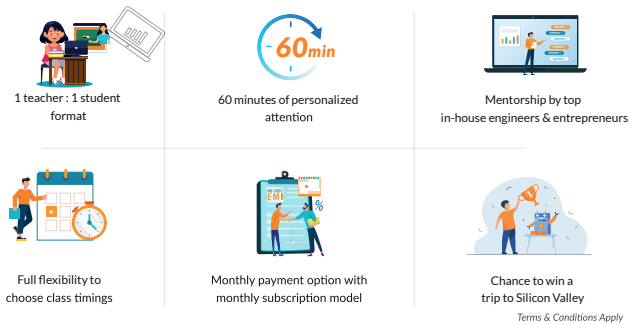 60min
1 teacher : 1 student
format
60 minutes of personalized
attention
Mentorship by top
in-house engineers & entrepreneurs
EMI
%
Full flexibility to
choose class timings
Monthly payment option with
monthly subscription model
Chance to win a
trip to Silicon Valley
Terms & Conditions Apply